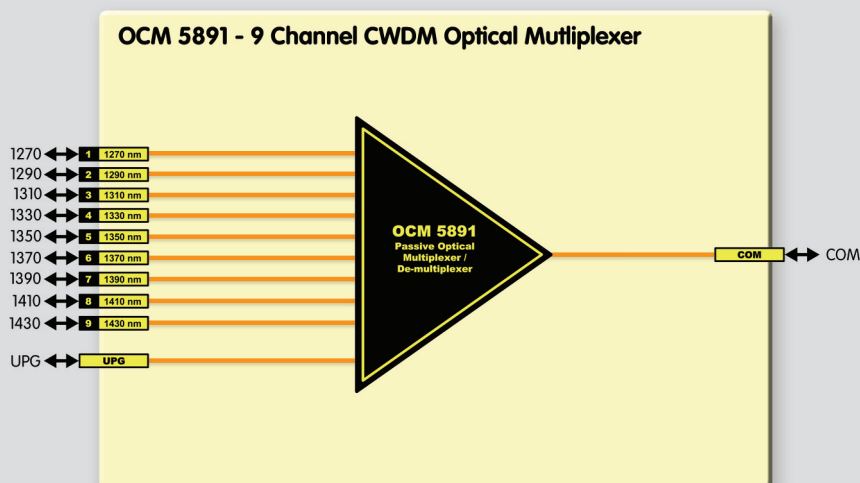 OCM 5891 - 9 Channel CWDM Optical Mutliplexer
1270 1 1270 nm
1290 2 1290 nm
1310 3 1310 nm
1330 4 1330 nm
1350 5 1350 nm
1370 6 1370 nm
1390 7 1390 nm
1410 8 1410 nm
1430 9 1430 nm
UPG UPG
OCM 5891
Passive Optical
Multiplexer /
De-multiplexer
COM COM